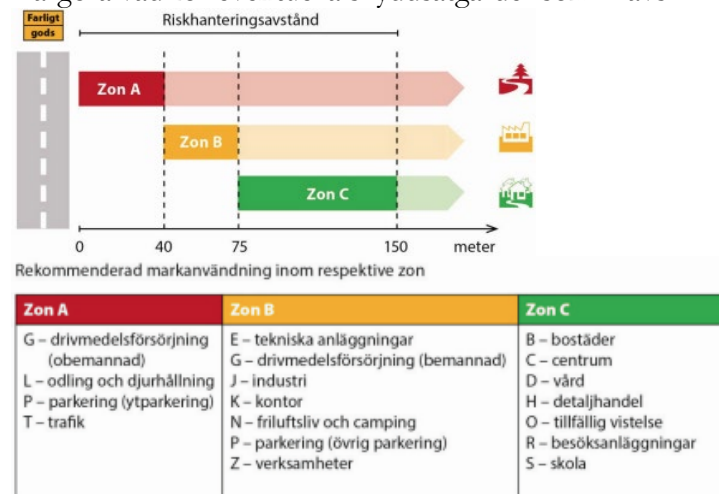 Farligt
gods
Riskhanteringsavstånd
Zon A
Zon B
Zon C
0 40 75 150 meter
Rekommenderad markanvändning inom respektive zon
Zon A
G – drivmedelsförsörjning
(obemannad)
L – odling och djurhållning
P – parkering (ytparkering)
T – trafik
Zon B
E – tekniska anläggningar
G – drivmedelsförsörjning (bemannad)
J – industri
K – kontor
N – friluftsliv och camping
P – parkering (övrig parkering)
Z – verksamheter
Zon C
B – bostäder
C – centrum
D – vård
H – detaljhandel
O – tillfällig vistelse
R – besöksanläggningar
S – skola